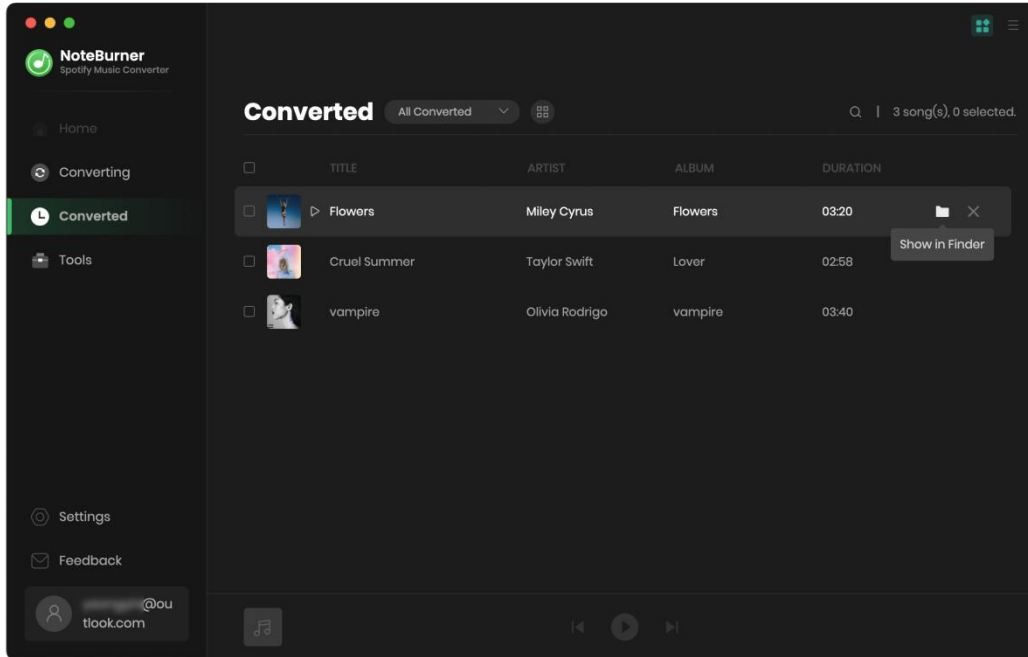 NoteBurner
Spotify Music Converter
Home
Converting
Converted
Tools
Settings
Feedback
@ou
tlook.com
Converted
All Converted
| 3 song(s), 0 selected.
TITLE ARTIST ALBUM DURATION
Flowers Miley Cyrus Flowers 03:20
Show in Finder
Cruel Summer Taylor Swift Lover 02:58
vampire Olivia Rodrigo vampire 03:40